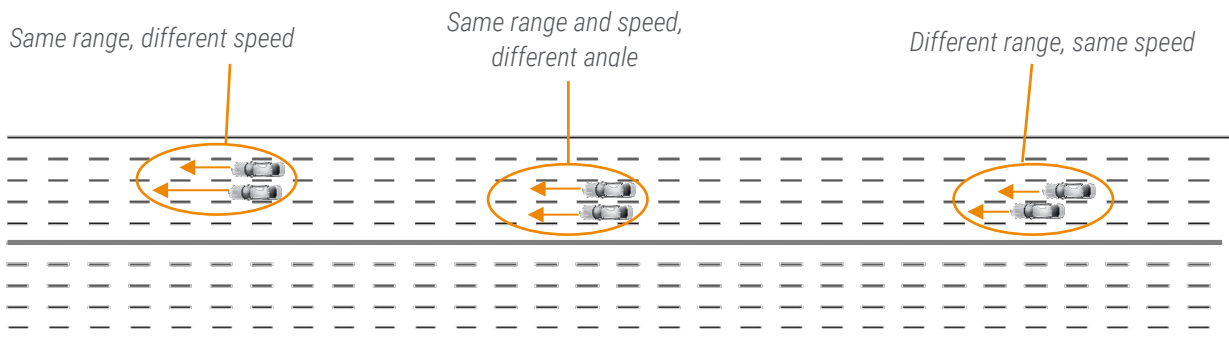 Same range, different speed
Same range and speed,
different angle
Different range, same speed